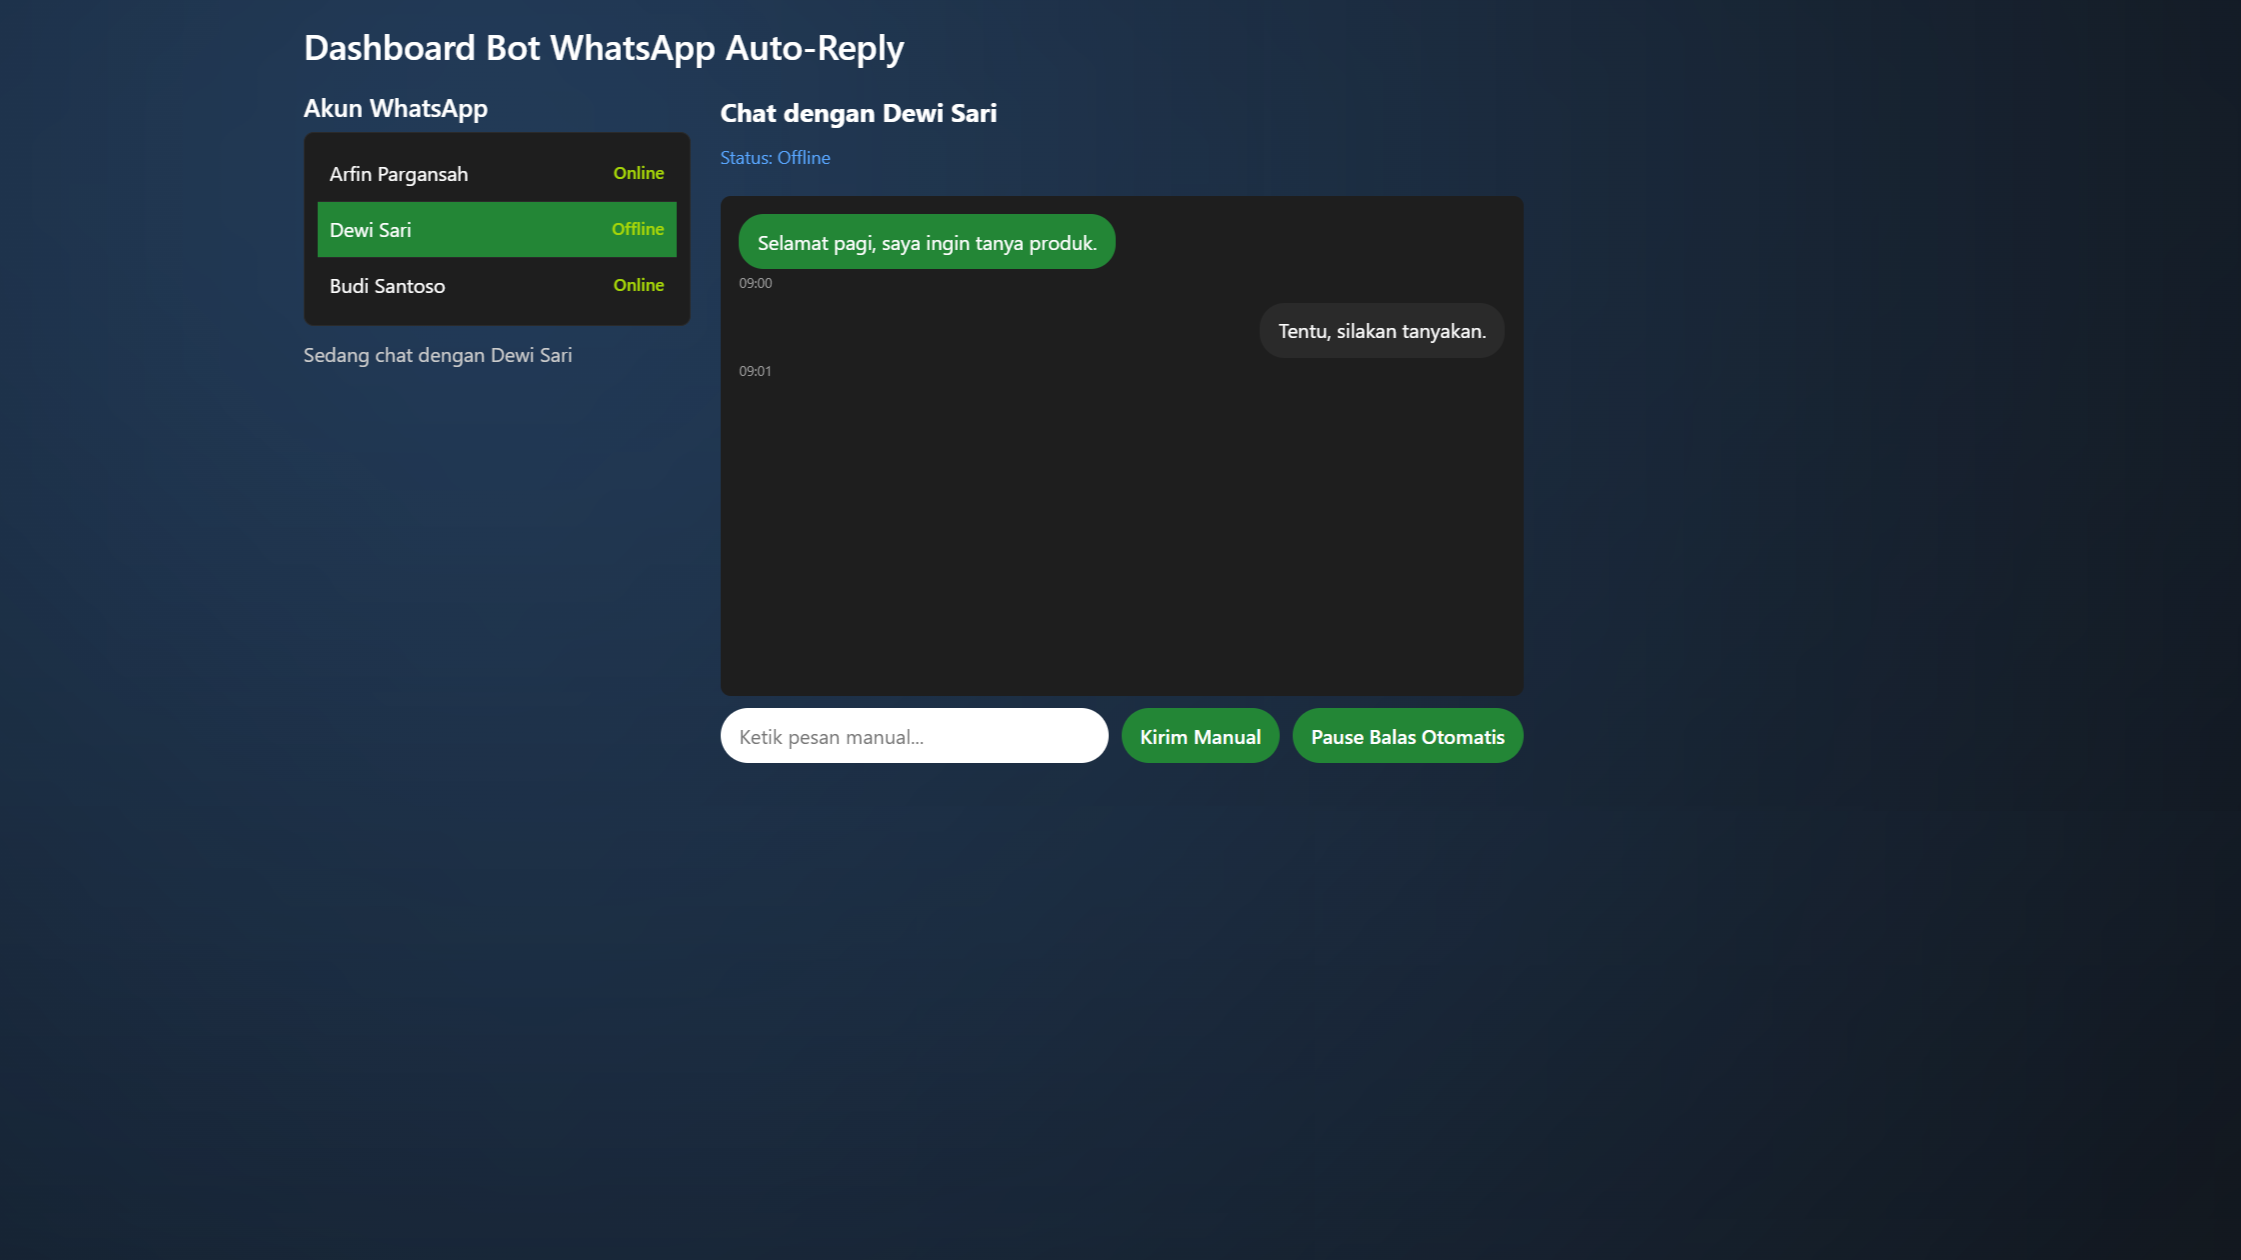 Dashboard Bot WhatsApp Auto-Reply
Akun WhatsApp
Arfin Pargansah Online
Dewi Sari Offline
Budi Santoso Online
Sedang chat dengan Dewi Sari
Chat dengan Dewi Sari
Status: Offline
Selamat pagi, saya ingin tanya produk.
09:00
Tentu, silakan tanyakan.
09:01
Ketik pesan manual...
Kirim Manual
Pause Balas Otomatis